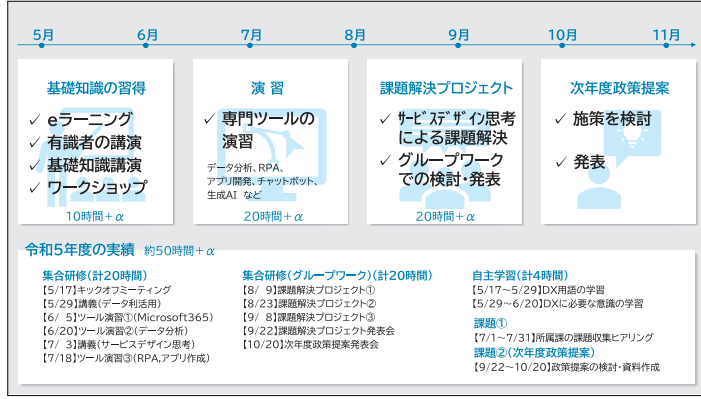 5月 6月 7月 8月 9月 10月 11月
基礎知識の習得
✓ eラーニング
✓ 有識者の講演
✓ 基礎知識講演
✓ ワークショップ
10時間+α
演 習
✓ 専門ツールの
演習
データ分析、RPA、
アプリ開発、チャットボット、
生成AI など
20時間+α
課題解決プロジェクト
✓ ｻｰﾋﾞｽﾃﾞｻﾞｲﾝ思考
による課題解決
✓ グループワーク
での検討・発表
20時間+α
次年度政策提案
✓ 施策を検討
✓ 発表
令和5年度の実績 約50時間+α
集合研修(計20時間)
【5/17】キックオフミーティング
【5/29】講義(データ利活用)
【6/ 5】ツール演習①(Microsoft365)
【6/20】ツール演習②(データ分析)
【7/ 3】講義(サービスデザイン思考)
【7/18】ツール演習③(RPA,アプリ作成)
集合研修(グループワーク)(計20時間)
【8/ 9】課題解決プロジェクト①
【8/23】課題解決プロジェクト②
【9/ 8】課題解決プロジェクト③
【9/22】課題解決プロジェクト発表会
【10/20】次年度政策提案発表会
自主学習(計4時間)
【5/17～5/29】DX用語の学習
【5/29～6/20】DXに必要な意識の学習
課題①
【7/1～7/31】所属課の課題収集ヒアリング
課題②(次年度政策提案)
【9/22～10/20】政策提案の検討・資料作成